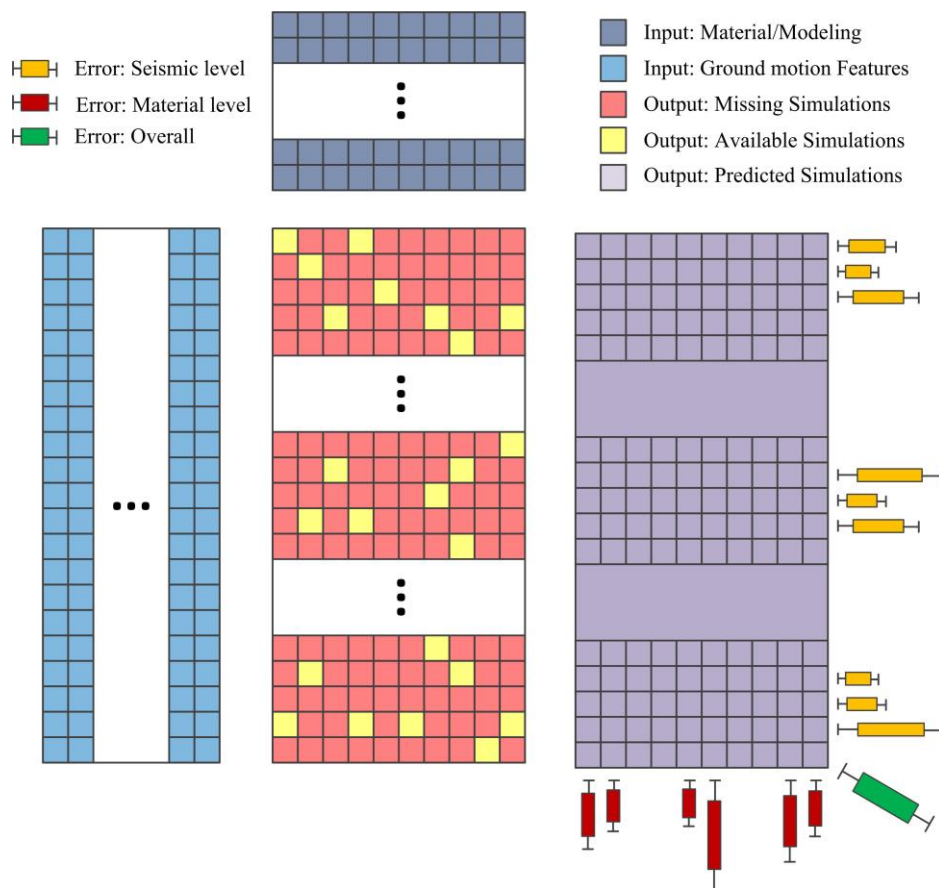 Error: Seismic level
Error: Material level
Error: Overall
Input: Material/Modeling
Input: Ground motion Features
Output: Missing Simulations
Output: Available Simulations
Output: Predicted Simulations